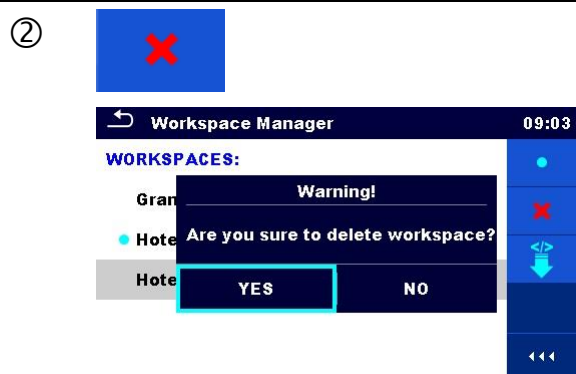 ②
Workspace Manager 09:03
WORKSPACES:
Gran
Warning!
Hote
Are you sure to delete workspace?
Hote
YES NO